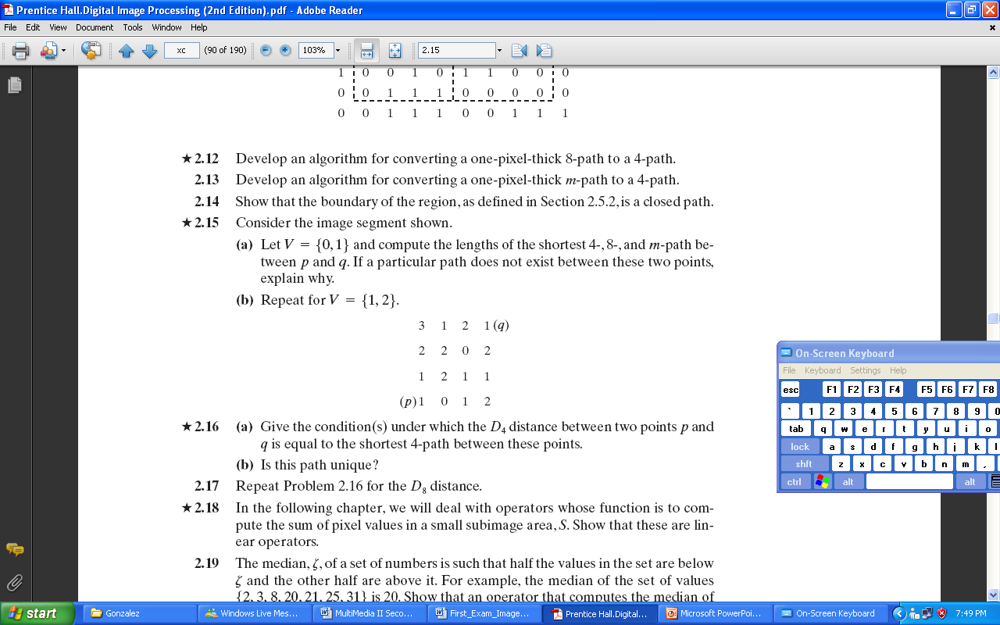 Prentice Hall.Digital Image Processing (2nd Edition).pdf - Adobe Reader
File Edit View Document Tools Window Help
xc (90 of 190) 103% 2.15
1 0 0 1 0 1 1 0 0 0
0 0 1 1 1 0 0 0 0 0
0 0 1 1 1 0 0 1 1 1
★ 2.12 Develop an algorithm for converting a one-pixel-thick 8-path to a 4-path.
2.13 Develop an algorithm for converting a one-pixel-thick m-path to a 4-path.
2.14 Show that the boundary of the region, as defined in Section 2.5.2, is a closed path.
★ 2.15 Consider the image segment shown.
(a) Let V = {0, 1} and compute the lengths of the shortest 4-, 8-, and m-path be-
tween p and q. If a particular path does not exist between these two points,
explain why.
(b) Repeat for V = {1, 2}.
3 1 2 1 (q)
2 2 0 2
1 2 1 1
(p) 1 0 1 2
★ 2.16 (a) Give the condition(s) under which the D4 distance between two points p and
q is equal to the shortest 4-path between these points.
(b) Is this path unique?
2.17 Repeat Problem 2.16 for the D8 distance.
★ 2.18 In the following chapter, we will deal with operators whose function is to com-
pute the sum of pixel values in a small subimage area, S. Show that these are lin-
ear operators.
2.19 The median, ζ, of a set of numbers is such that half the values in the set are below
ζ and the other half are above it. For example, the median of the set of values
{2, 3, 8, 20, 21, 25, 31} is 20. Show that an operator that computes the median of
On-Screen Keyboard
File Keyboard Settings Help
esc F1 F2 F3 F4 F5 F6 F7 F8
` 1 2 3 4 5 6 7 8 9 0
tab q w e r t y u i o
lock a s d f g h j k l
shft z x c v b n m ,
ctrl alt alt
start Gonzalez Windows Live Mes... MultiMedia II Seco... First_Exam_Image... Prentice Hall.Digital... Microsoft PowerPoi... On-Screen Keyboard 7:49 PM